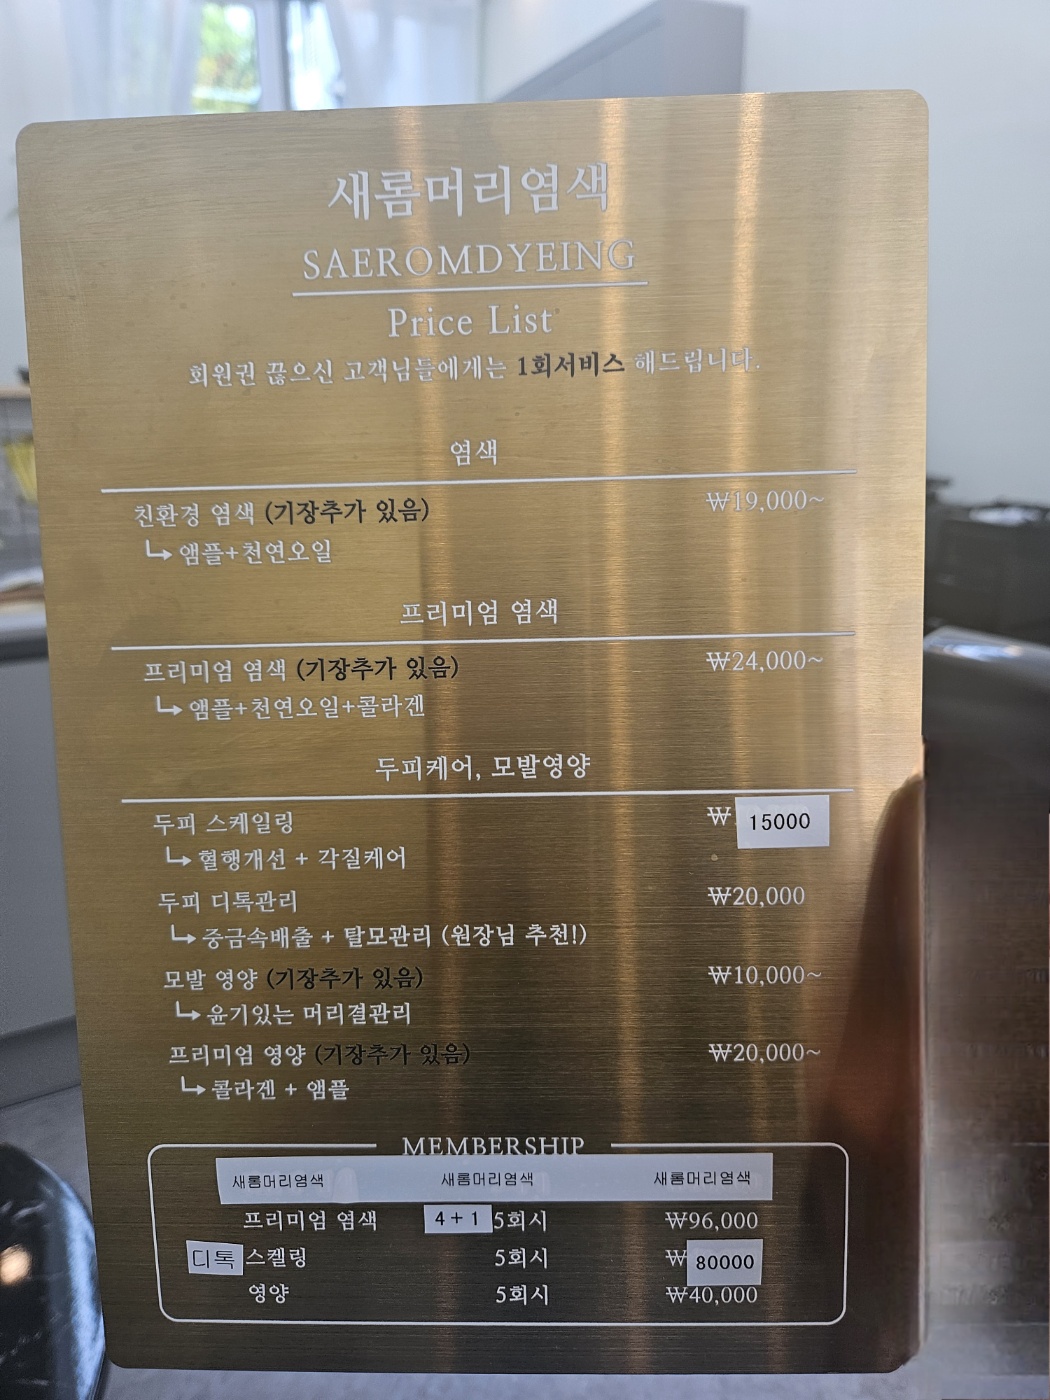 새롬머리염색
SAEROMDYEING
Price List
회원권 끊으신 고객님들에게는 1회서비스 해드립니다.
염색
친환경 염색 (기장추가 있음) ₩19,000~
↳ 앰플+천연오일
프리미엄 염색
프리미엄 염색 (기장추가 있음) ₩24,000~
↳ 앰플+천연오일+콜라겐
두피케어, 모발영양
두피 스케일링 ₩ 15000
↳ 혈행개선 + 각질케어
두피 디톡관리 ₩20,000
↳ 중금속배출 + 탈모관리 (원장님 추천!)
모발 영양 (기장추가 있음) ₩10,000~
↳ 윤기있는 머리결관리
프리미엄 영양 (기장추가 있음) ₩20,000~
↳ 콜라겐 + 앰플
MEMBERSHIP
새롬머리염색 새롬머리염색 새롬머리염색
프리미엄 염색 4+1 5회시 ₩96,000
디톡 스켈링 5회시 ₩ 80000
영양 5회시 ₩40,000